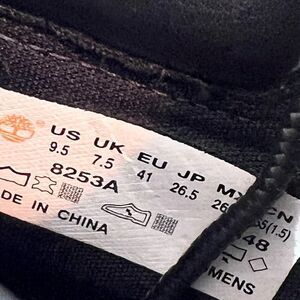 US UK EU JP MX CN
9.5 7.5 41 26.5 26
8253A
MADE IN CHINA
48
MENS